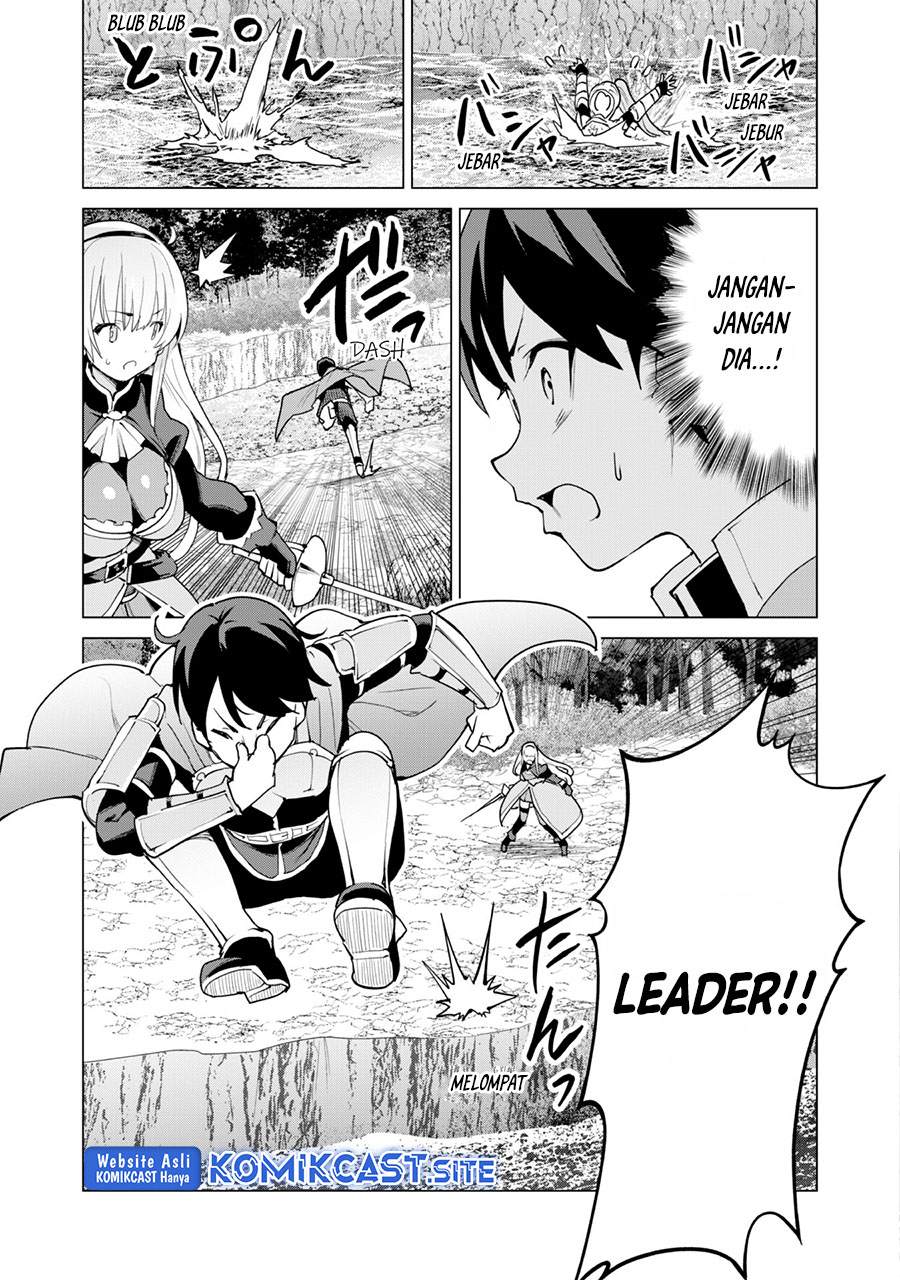 JEBAR
バシャ
JEBUR
バシャ
バシャ
JEBAR
BLUB BLUB
とぷん
JANGAN-
JANGAN
DIA...!
ダッ
DASH
LEADER!!
たんっ
MELOMPAT
Website Asli
KOMIKCAST Hanya
KOMIKCAST.SITE